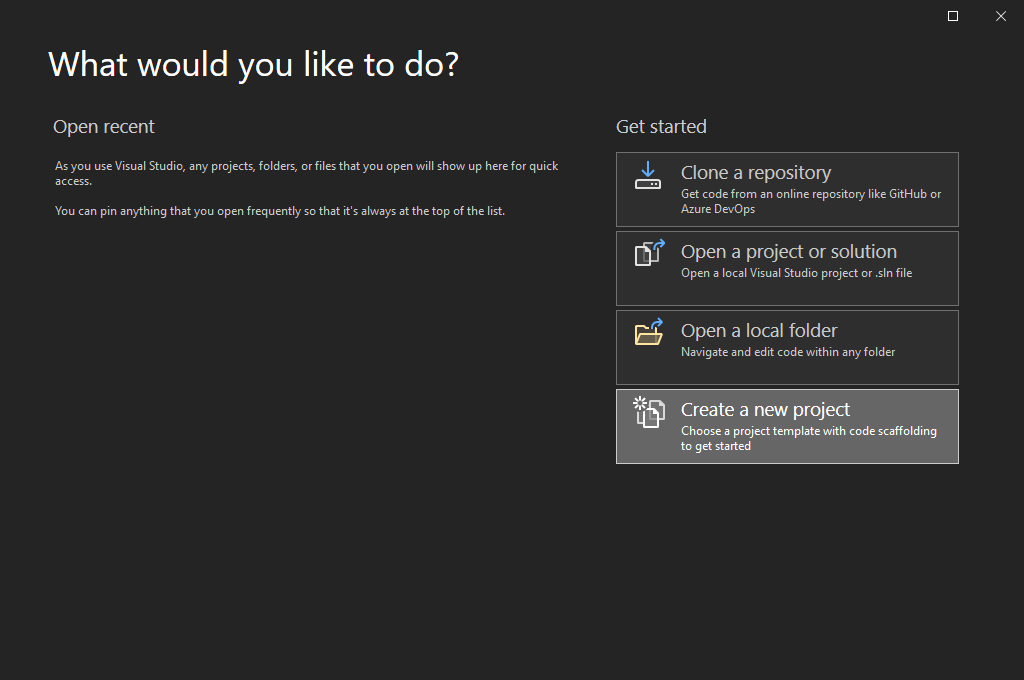 What would you like to do?
Open recent
As you use Visual Studio, any projects, folders, or files that you open will show up here for quick
access.
You can pin anything that you open frequently so that it's always at the top of the list.
Get started
Clone a repository
Get code from an online repository like GitHub or
Azure DevOps
Open a project or solution
Open a local Visual Studio project or .sln file
Open a local folder
Navigate and edit code within any folder
Create a new project
Choose a project template with code scaffolding
to get started